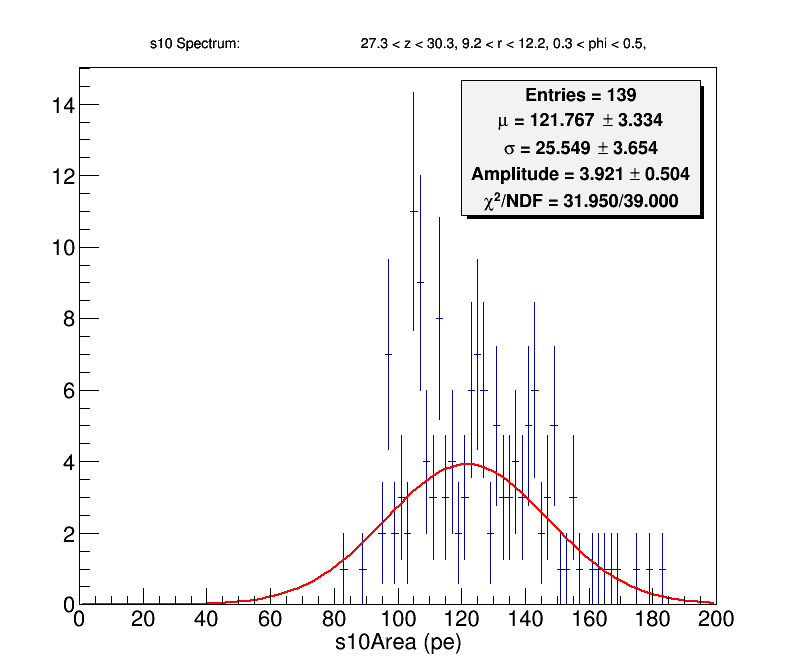 s10 Spectrum: 27.3 < z < 30.3, 9.2 < r < 12.2, 0.3 < phi < 0.5,
Entries = 139
μ = 121.767 ± 3.334
σ = 25.549 ± 3.654
Amplitude = 3.921 ± 0.504
χ²/NDF = 31.950/39.000
14
12
10
8
6
4
2
0
0 20 40 60 80 100 120 140 160 180 200
s10Area (pe)